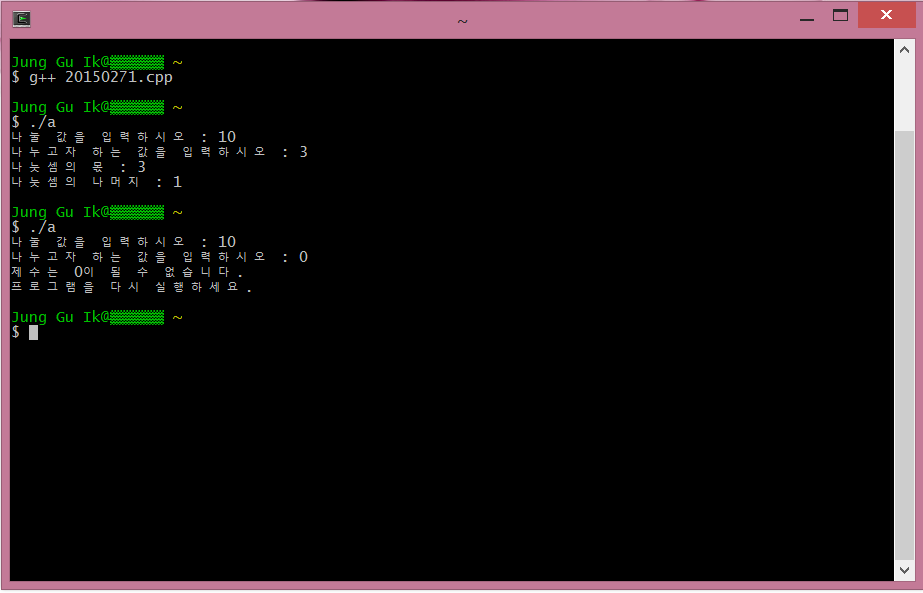 ~
Jung Gu Ik@▒▒▒▒▒▒ ~
$ g++ 20150271.cpp
Jung Gu Ik@▒▒▒▒▒▒ ~
$ ./a
나눌 값을 입력하시오 : 10
나누고자 하는 값을 입력하시오 : 3
나눗셈의 몫 : 3
나눗셈의 나머지 : 1
Jung Gu Ik@▒▒▒▒▒▒ ~
$ ./a
나눌 값을 입력하시오 : 10
나누고자 하는 값을 입력하시오 : 0
제수는 0이 될 수 없습니다.
프로그램을 다시 실행하세요.
Jung Gu Ik@▒▒▒▒▒▒ ~
$